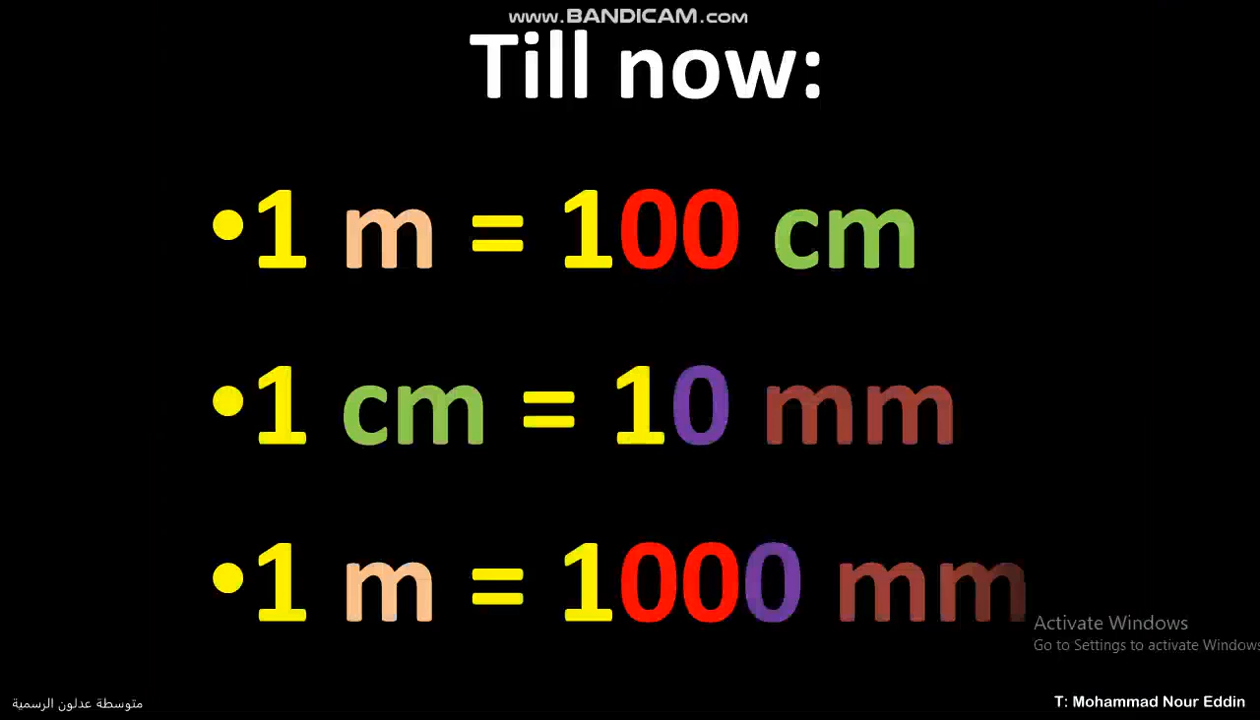 www.BANDICAM.com
Till now:
•1 m = 100 cm
•1 cm = 10 mm
•1 m = 1000 mm
Activate Windows
Go to Settings to activate Windows
متوسطة عدلون الرسمية
T: Mohammad Nour Eddin